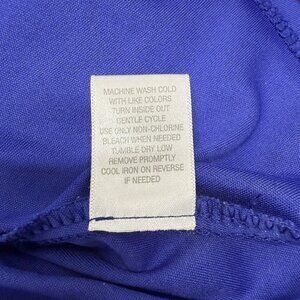 MACHINE WASH COLD
WITH LIKE COLORS
TURN INSIDE OUT
GENTLE CYCLE
USE ONLY NON-CHLORINE
BLEACH WHEN NEEDED
TUMBLE DRY LOW
REMOVE PROMPTLY
COOL IRON ON REVERSE
IF NEEDED